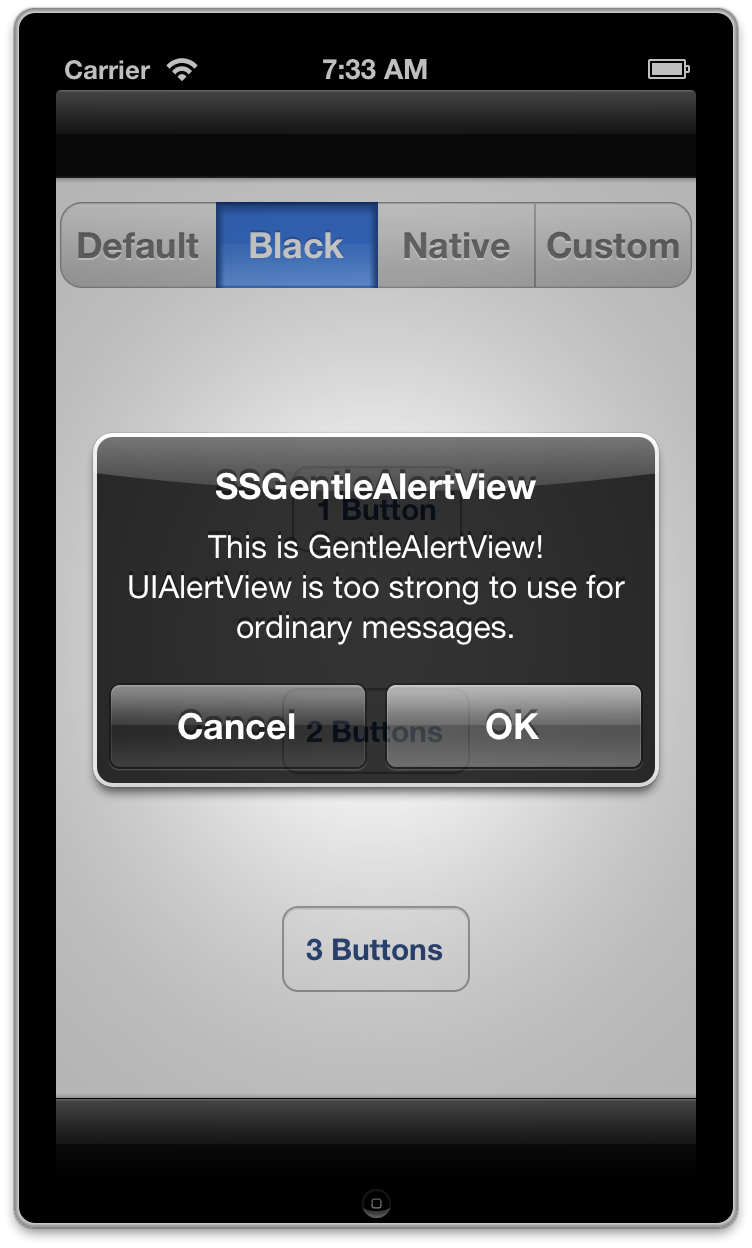 Carrier 7:33 AM
Default Black Native Custom
SSGentleAlertView
1 Button
This is GentleAlertView!
UIAlertView is too strong to use for
ordinary messages.
Cancel OK
2 Buttons
3 Buttons